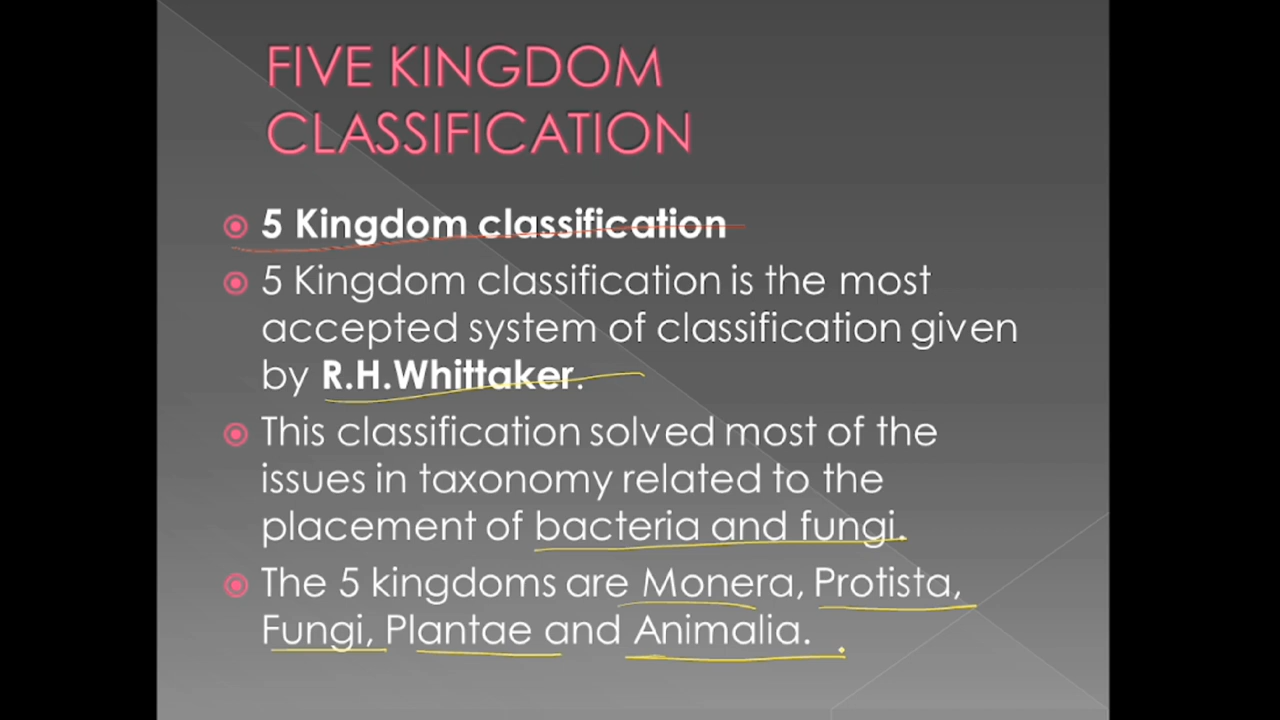 FIVE KINGDOM
CLASSIFICATION
5 Kingdom classification
5 Kingdom classification is the most
accepted system of classification given
by R.H.Whittaker.
This classification solved most of the
issues in taxonomy related to the
placement of bacteria and fungi.
The 5 kingdoms are Monera, Protista,
Fungi, Plantae and Animalia.